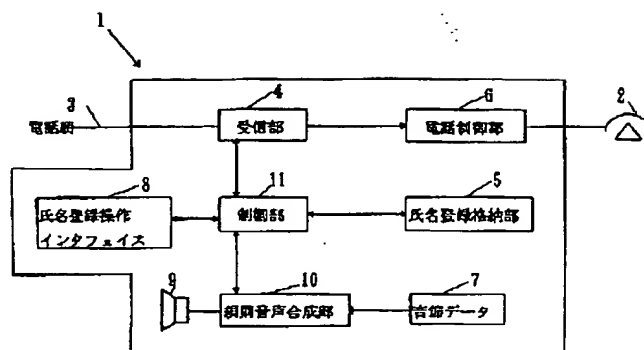 1
3
電話網
4
受信部
6
電話制御部
2
8
氏名登録操作
インタフェイス
11
制御部
5
氏名登録格納部
9
10
規則音声合成部
7
音節データ